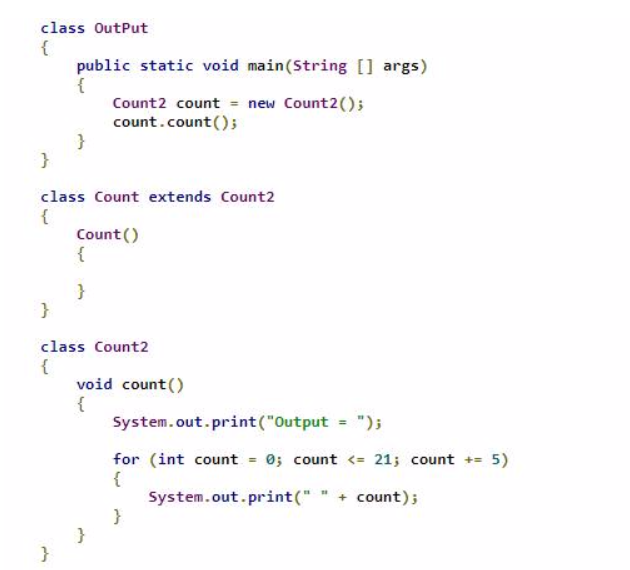 class OutPut
{
    public static void main(String [] args)
    {
        Count2 count = new Count2();
        count.count();
    }
}
class Count extends Count2
{
    Count()
    {
    }
}
class Count2
{
    void count()
    {
        System.out.print("Output = ");
        for (int count = 0; count <= 21; count += 5)
        {
            System.out.print(" " + count);
        }
    }
}